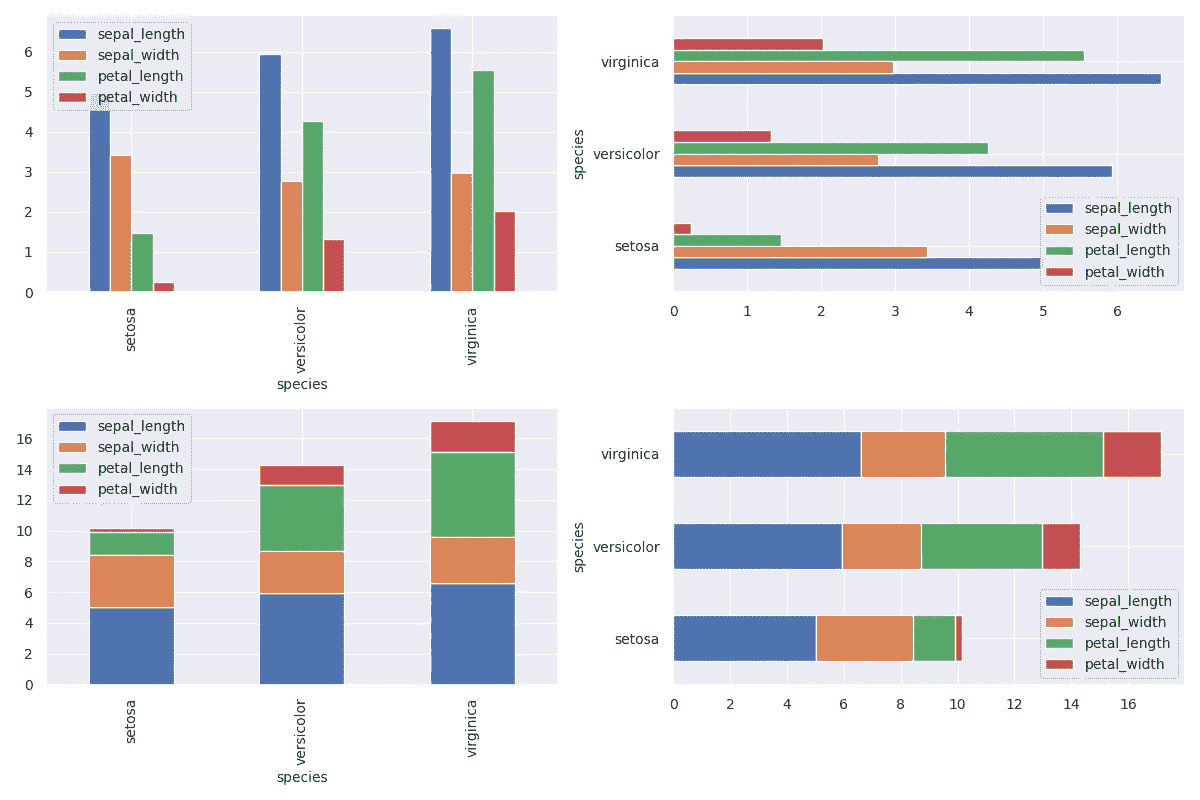 sepal_length
sepal_width
petal_length
petal_width
6
5
4
3
2
1
0
setosa
versicolor
virginica
species
virginica
versicolor
setosa
species
sepal_length
sepal_width
petal_length
petal_width
0 1 2 3 4 5 6
sepal_length
sepal_width
petal_length
petal_width
16
14
12
10
8
6
4
2
0
setosa
versicolor
virginica
species
virginica
versicolor
setosa
species
sepal_length
sepal_width
petal_length
petal_width
0 2 4 6 8 10 12 14 16